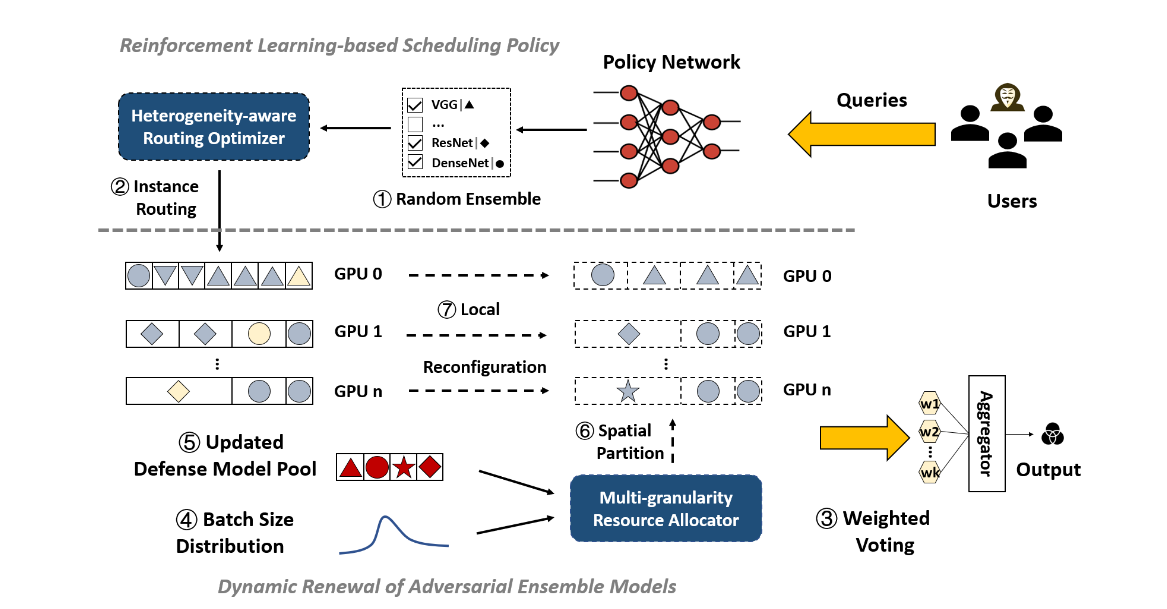 Reinforcement Learning-based Scheduling Policy
Policy Network
Queries
Users
Heterogeneity-aware
Routing Optimizer
VGG|▲
...
ResNet|◆
DenseNet|●
① Random Ensemble
② Instance
Routing
GPU 0
GPU 0
⑦ Local
GPU 1
GPU 1
⋮
⋮
Reconfiguration
GPU n
GPU n
⑤ Updated
Defense Model Pool
⑥ Spatial
Partition
w1
w2
⋮
wk
Aggregator
Output
④ Batch Size
Distribution
Multi-granularity
Resource Allocator
③ Weighted
Voting
Dynamic Renewal of Adversarial Ensemble Models